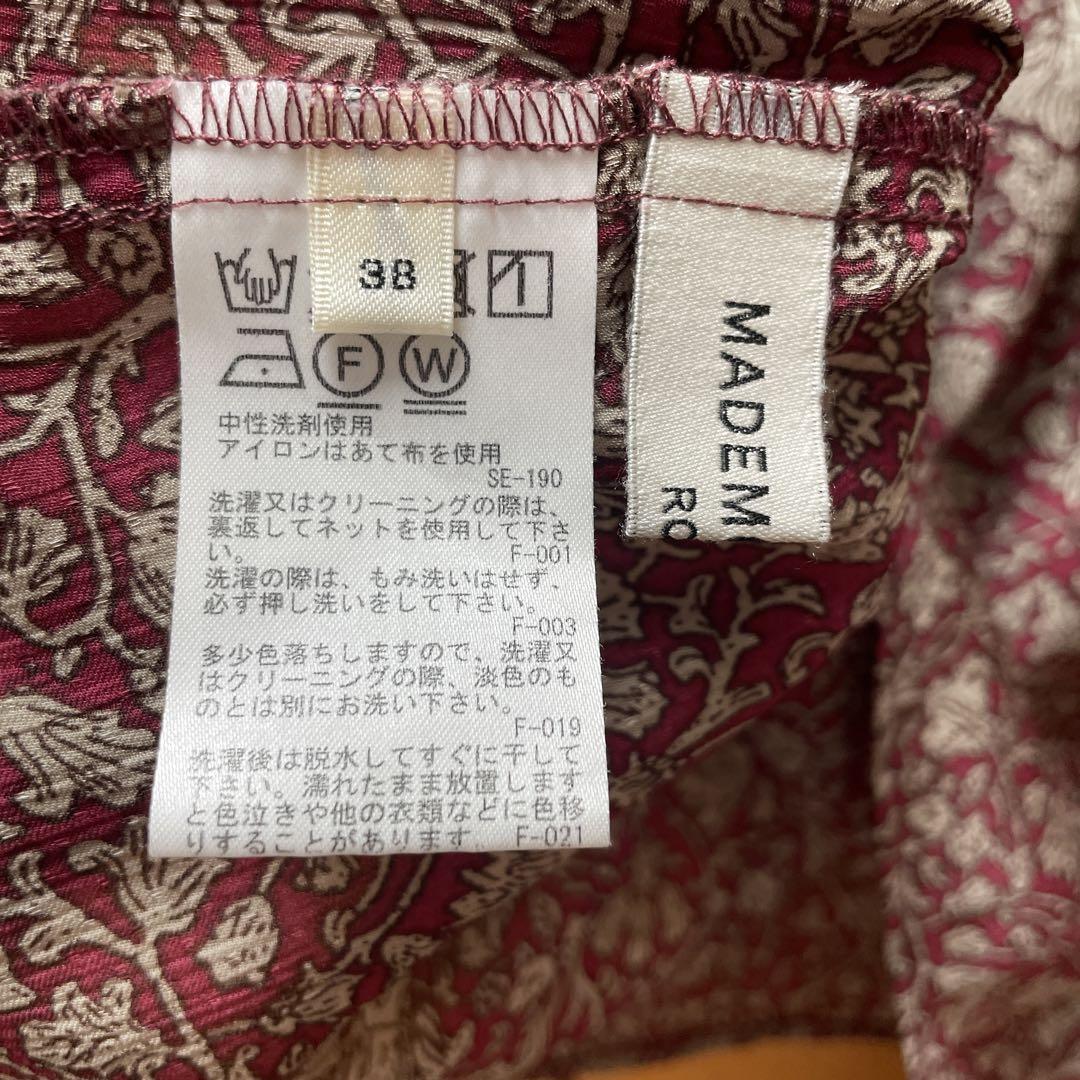 38
F W
中性洗剤使用
アイロンはあて布を使用
SE-190
洗濯又はクリーニングの際は、
裏返してネットを使用して下さ
い。
F-001
洗濯の際は、もみ洗いはせず、
必ず押し洗いをして下さい。
F-003
多少色落ちしますので、洗濯又
はクリーニングの際、淡色のも
のとは別にお洗い下さい。
F-019
洗濯後は脱水してすぐに干して
下さい。濡れたまま放置します
と色泣きや他の衣類などに色移
りすることがあります。 F-021
MADEM
RO